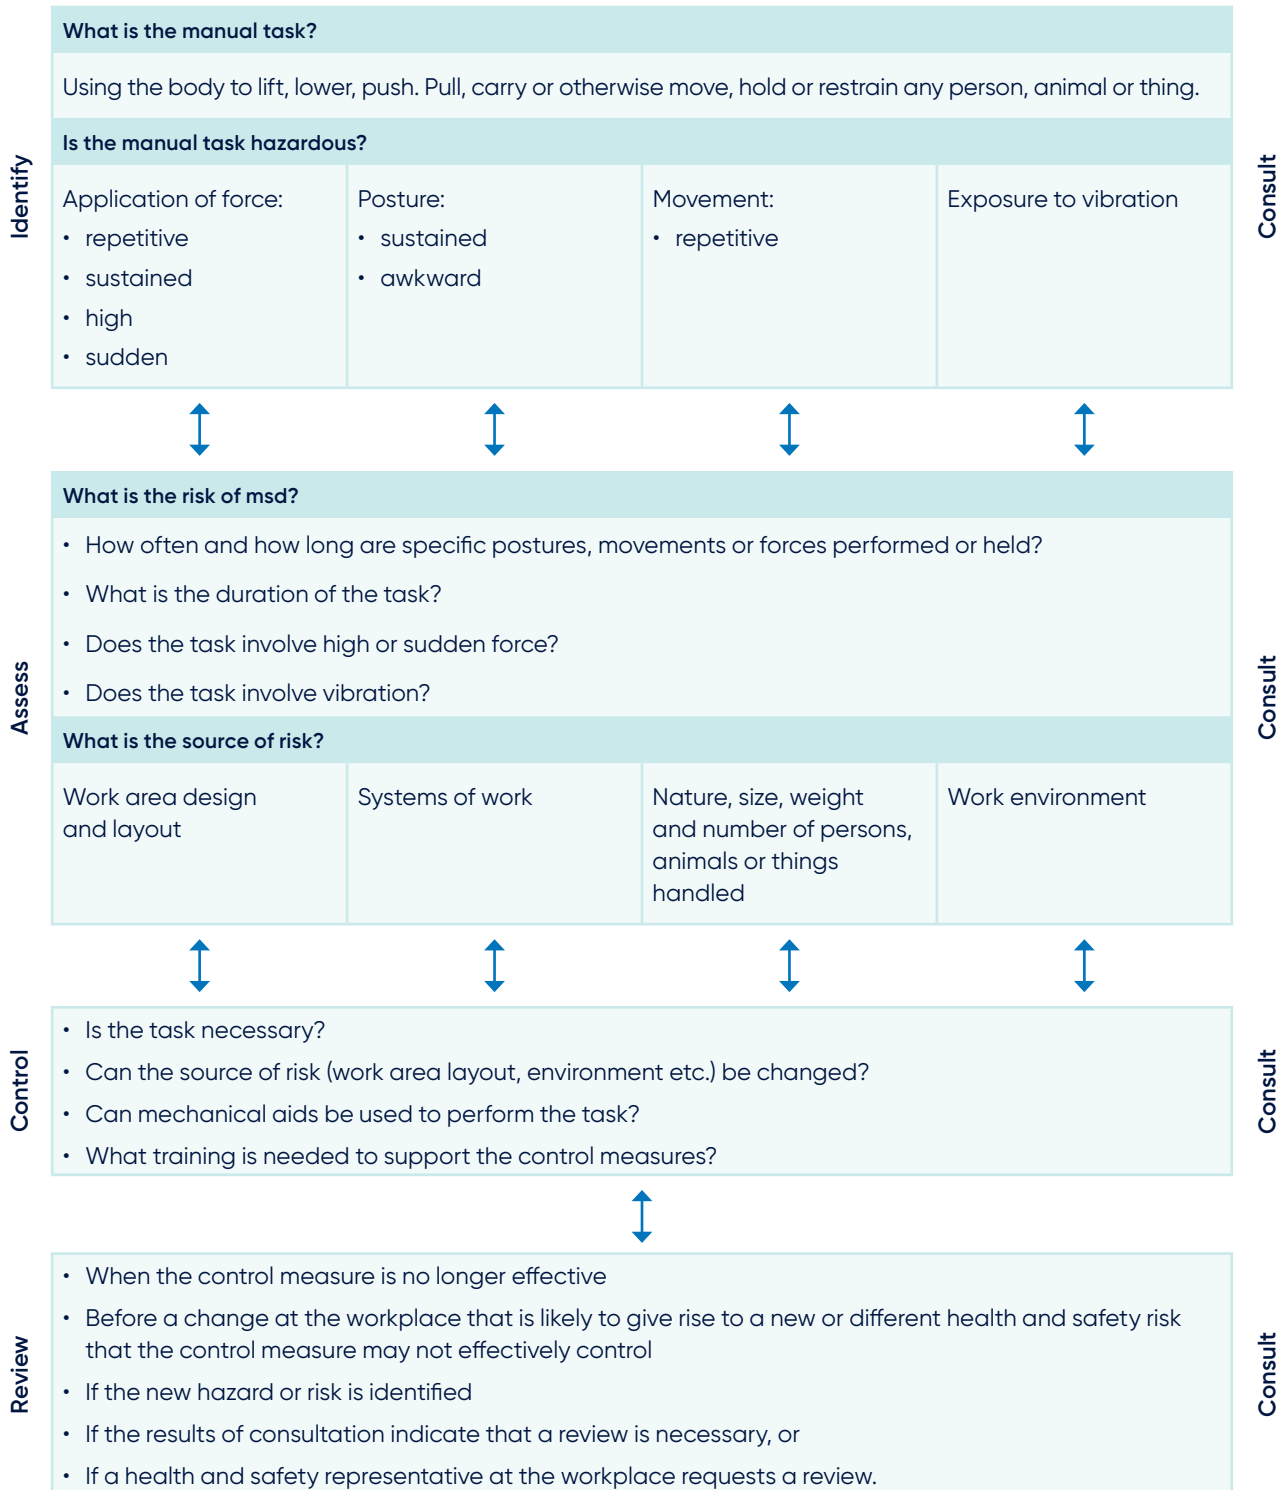 What is the manual task?
Using the body to lift, lower, push. Pull, carry or otherwise move, hold or restrain any person, animal or thing.
Identify
Consult
Is the manual task hazardous?
Application of force:
• repetitive
• sustained
• high
• sudden
Posture:
• sustained
• awkward
Movement:
• repetitive
Exposure to vibration
What is the risk of msd?
• How often and how long are specific postures, movements or forces performed or held?
• What is the duration of the task?
• Does the task involve high or sudden force?
• Does the task involve vibration?
Assess
Consult
What is the source of risk?
Work area design
and layout
Systems of work
Nature, size, weight
and number of persons,
animals or things
handled
Work environment
Control
Consult
• Is the task necessary?
• Can the source of risk (work area layout, environment etc.) be changed?
• Can mechanical aids be used to perform the task?
• What training is needed to support the control measures?
Review
Consult
• When the control measure is no longer effective
• Before a change at the workplace that is likely to give rise to a new or different health and safety risk
that the control measure may not effectively control
• If the new hazard or risk is identified
• If the results of consultation indicate that a review is necessary, or
• If a health and safety representative at the workplace requests a review.